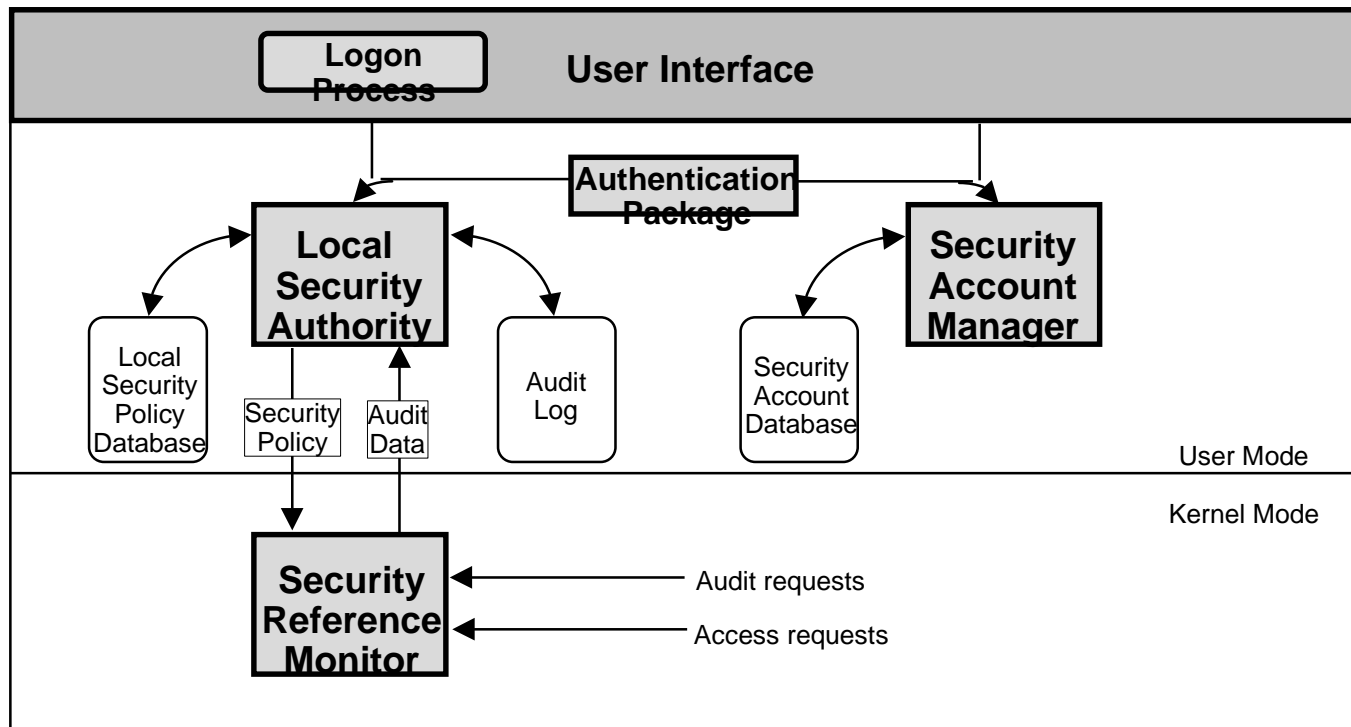 Logon
Process
User Interface
Authentication
Package
Local
Security
Authority
Security
Account
Manager
Local
Security
Policy
Database
Security
Policy
Audit
Data
Audit
Log
Security
Account
Database
User Mode
Kernel Mode
Security
Reference
Monitor
Audit requests
Access requests